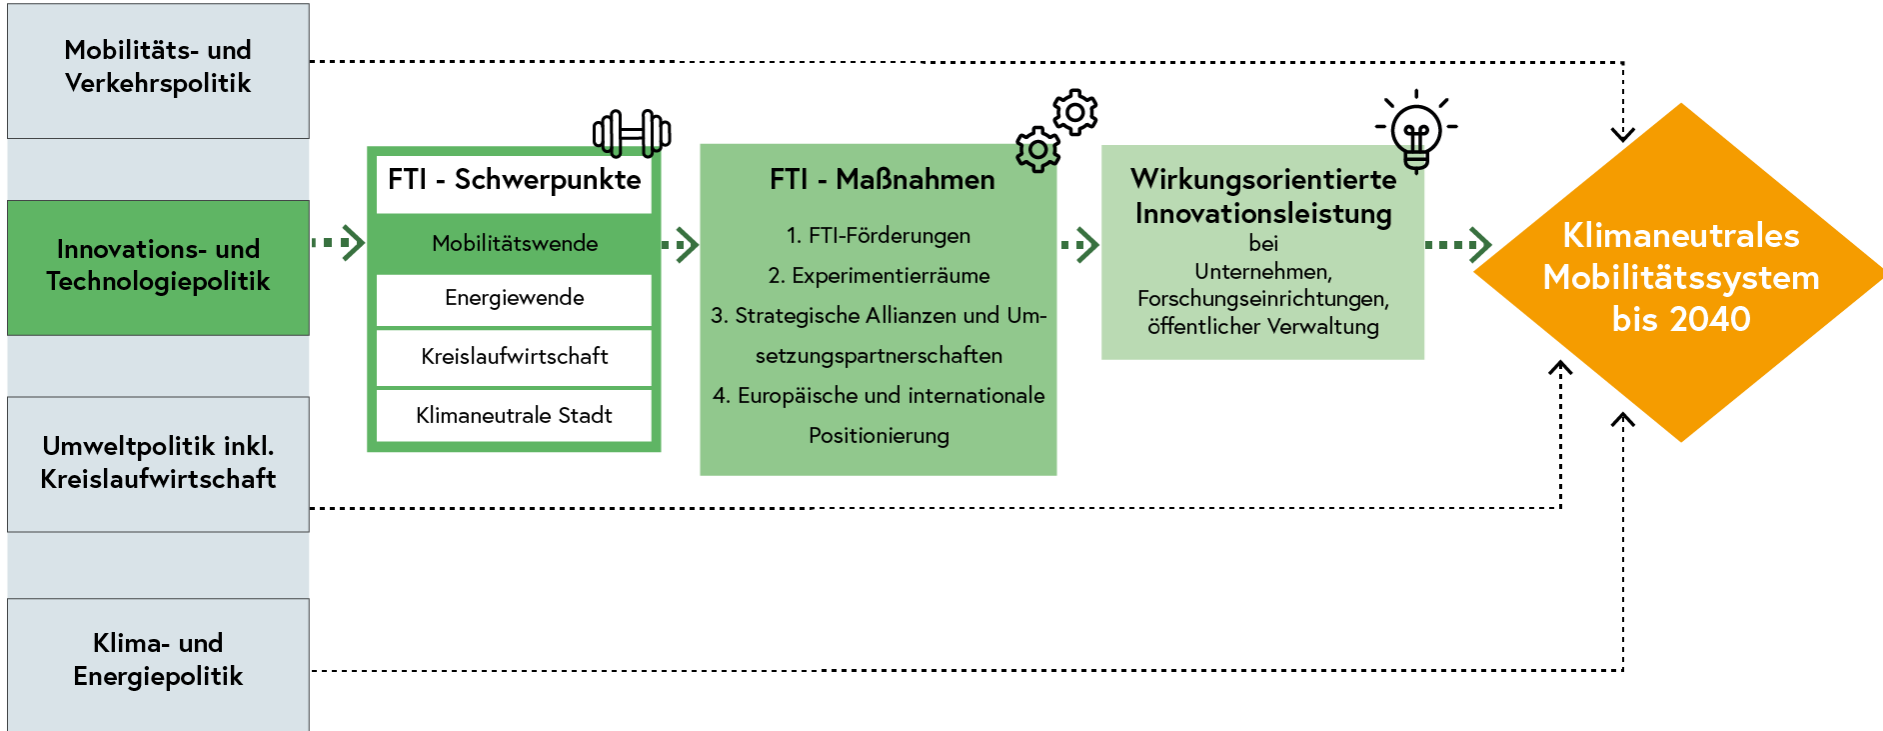 Mobilitäts- und
Verkehrspolitik
Innovations- und
Technologiepolitik
Umweltpolitik inkl.
Kreislaufwirtschaft
Klima- und
Energiepolitik
FTI - Schwerpunkte
Mobilitätswende
Energiewende
Kreislaufwirtschaft
Klimaneutrale Stadt
FTI - Maßnahmen
1. FTI-Förderungen
2. Experimentierräume
3. Strategische Allianzen und Um-
setzungspartnerschaften
4. Europäische und internationale
Positionierung
Wirkungsorientierte
Innovationsleistung
bei
Unternehmen,
Forschungseinrichtungen,
öffentlicher Verwaltung
Klimaneutrales
Mobilitätssystem
bis 2040